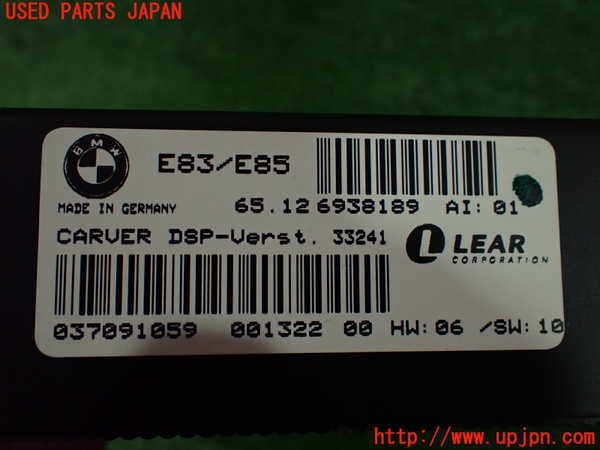 USED PARTS JAPAN
BMW
E83/E85
MADE IN GERMANY
65.12 6938189 AI: 01
CARVER DSP-Verst. 33241
LEAR
CORPORATION
037091059 001322 00 HW: 06 /SW: 10
http://www.upjpn.com/